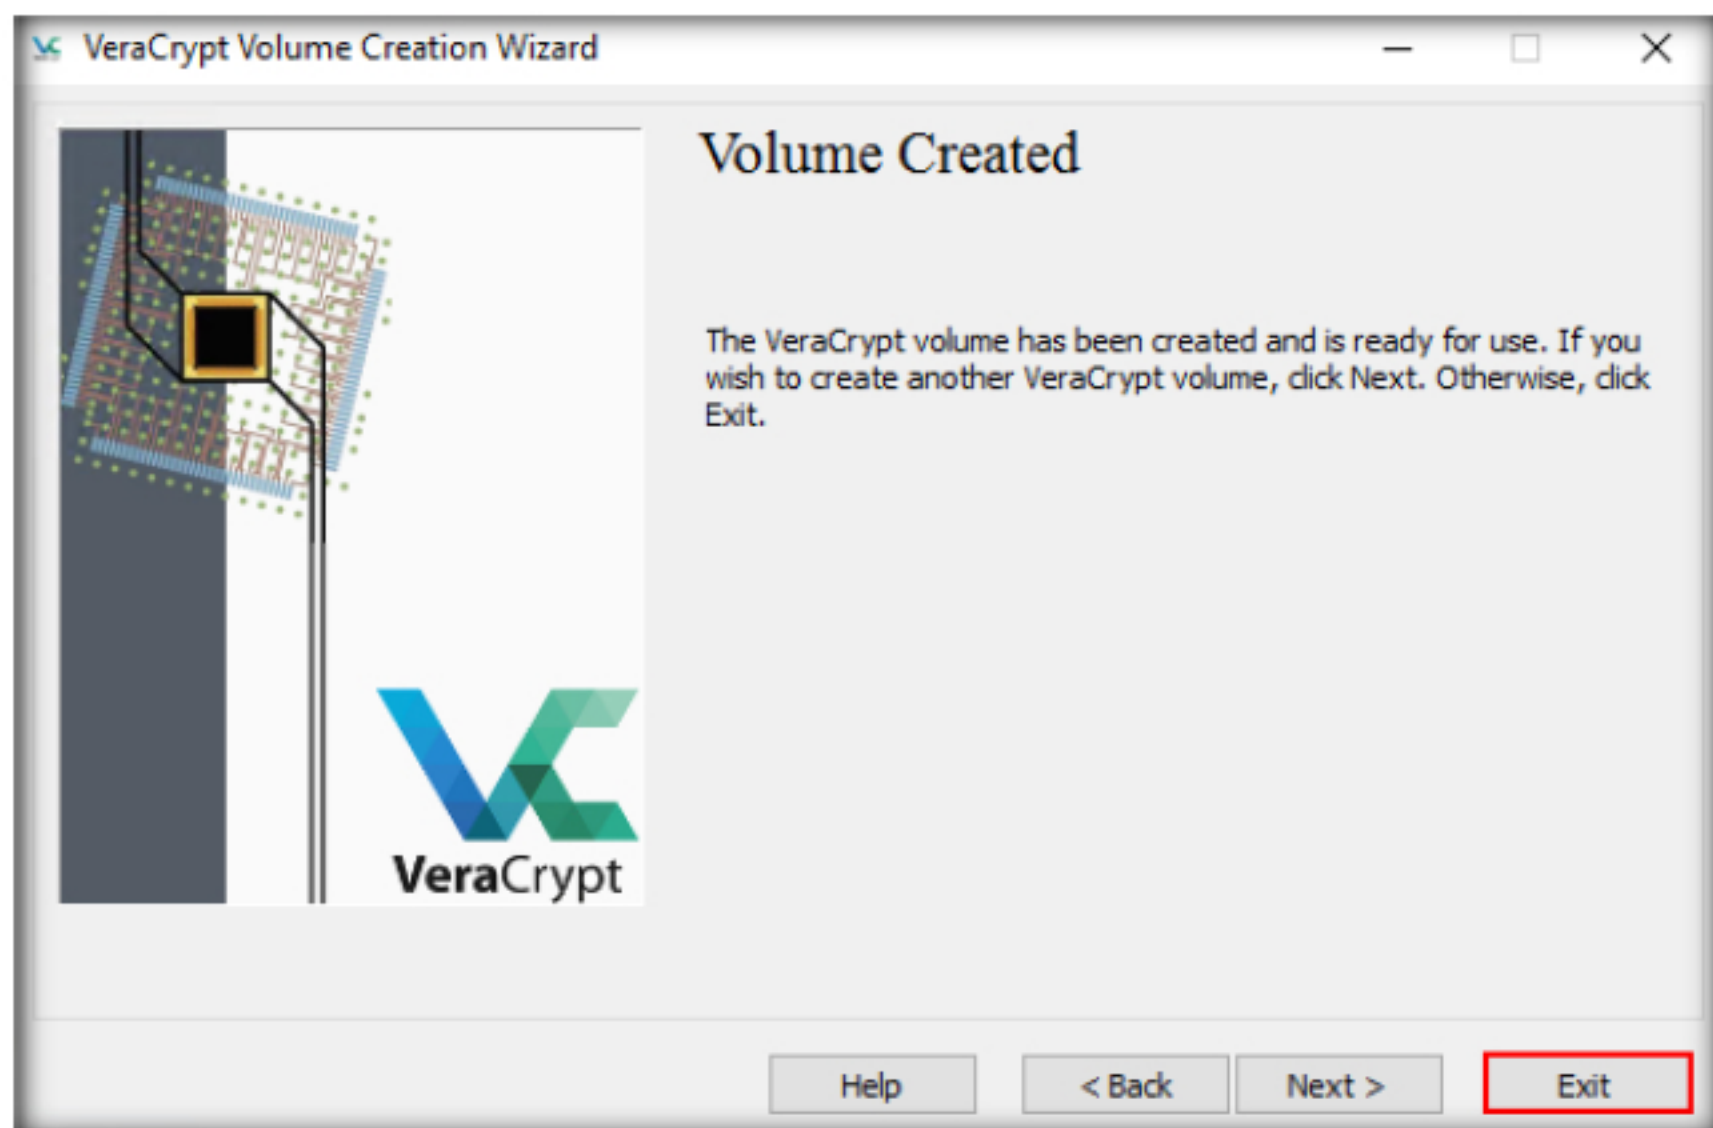 VeraCrypt Volume Creation Wizard
Volume Created
The VeraCrypt volume has been created and is ready for use. If you
wish to create another VeraCrypt volume, click Next. Otherwise, click
Exit.
VeraCrypt
Help
< Back
Next >
Exit